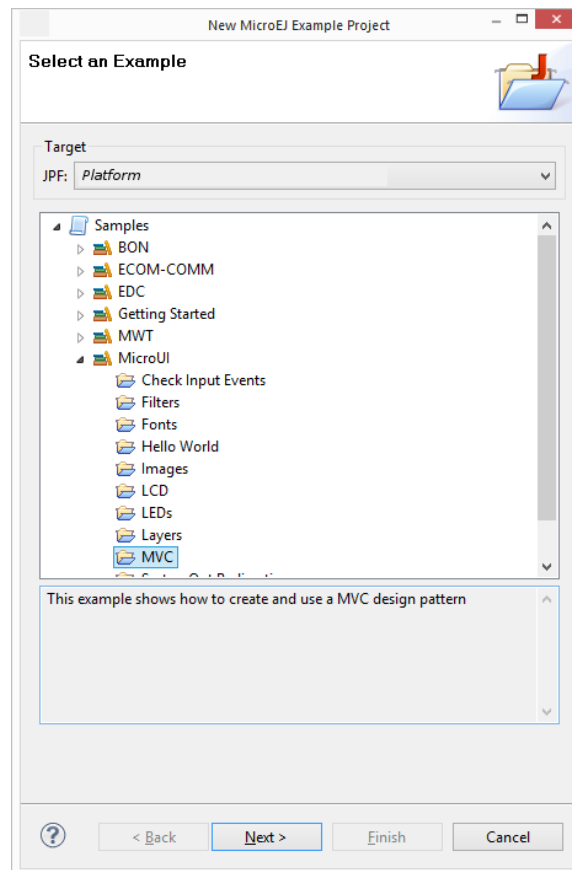 New MicroEJ Example Project
Select an Example
Target
JPF: Platform
Samples
BON
ECOM-COMM
EDC
Getting Started
MWT
MicroUI
Check Input Events
Filters
Fonts
Hello World
Images
LCD
LEDs
Layers
MVC
This example shows how to create and use a MVC design pattern
< Back Next > Finish Cancel